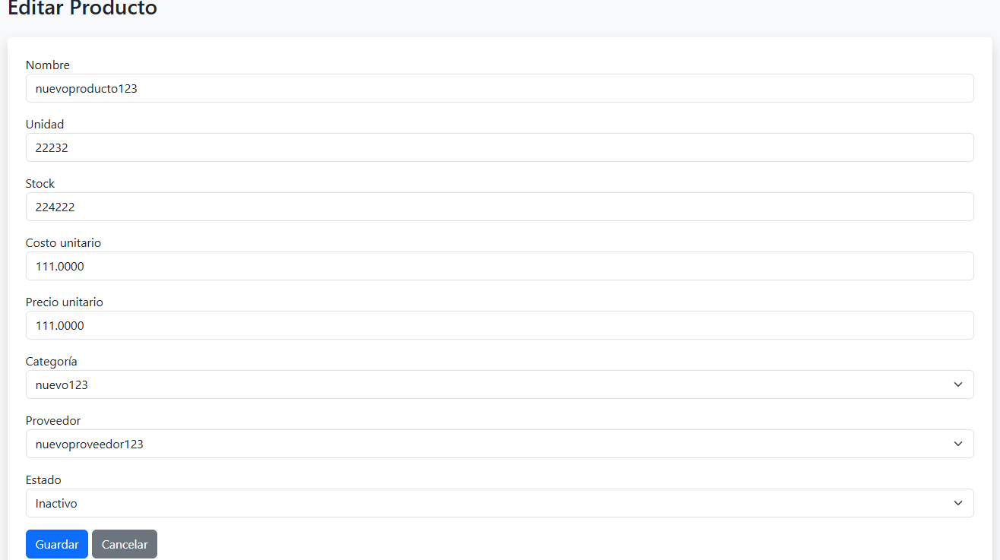 Editar Producto
Nombre
nuevoproducto123
Unidad
22232
Stock
224222
Costo unitario
111.0000
Precio unitario
111.0000
Categoría
nuevo123
Proveedor
nuevoproveedor123
Estado
Inactivo
Guardar Cancelar